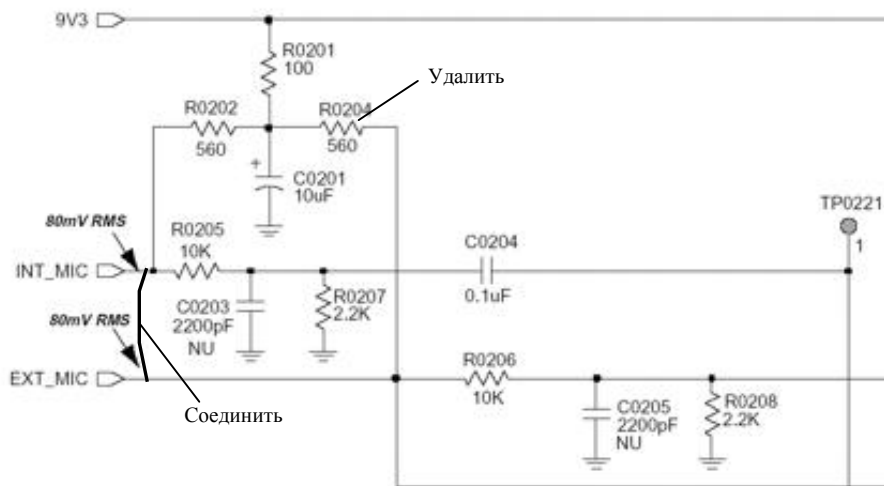 9V3
R0201
100
Удалить
R0202
R0204
560
560
+
C0201
10uF
TP0221
1
80mV RMS
R0205
10K
C0204
INT_MIC
0.1uF
C0203
2200pF
NU
R0207
2.2K
80mV RMS
EXT_MIC
R0206
10K
Соединить
C0205
2200pF
NU
R0208
2.2K